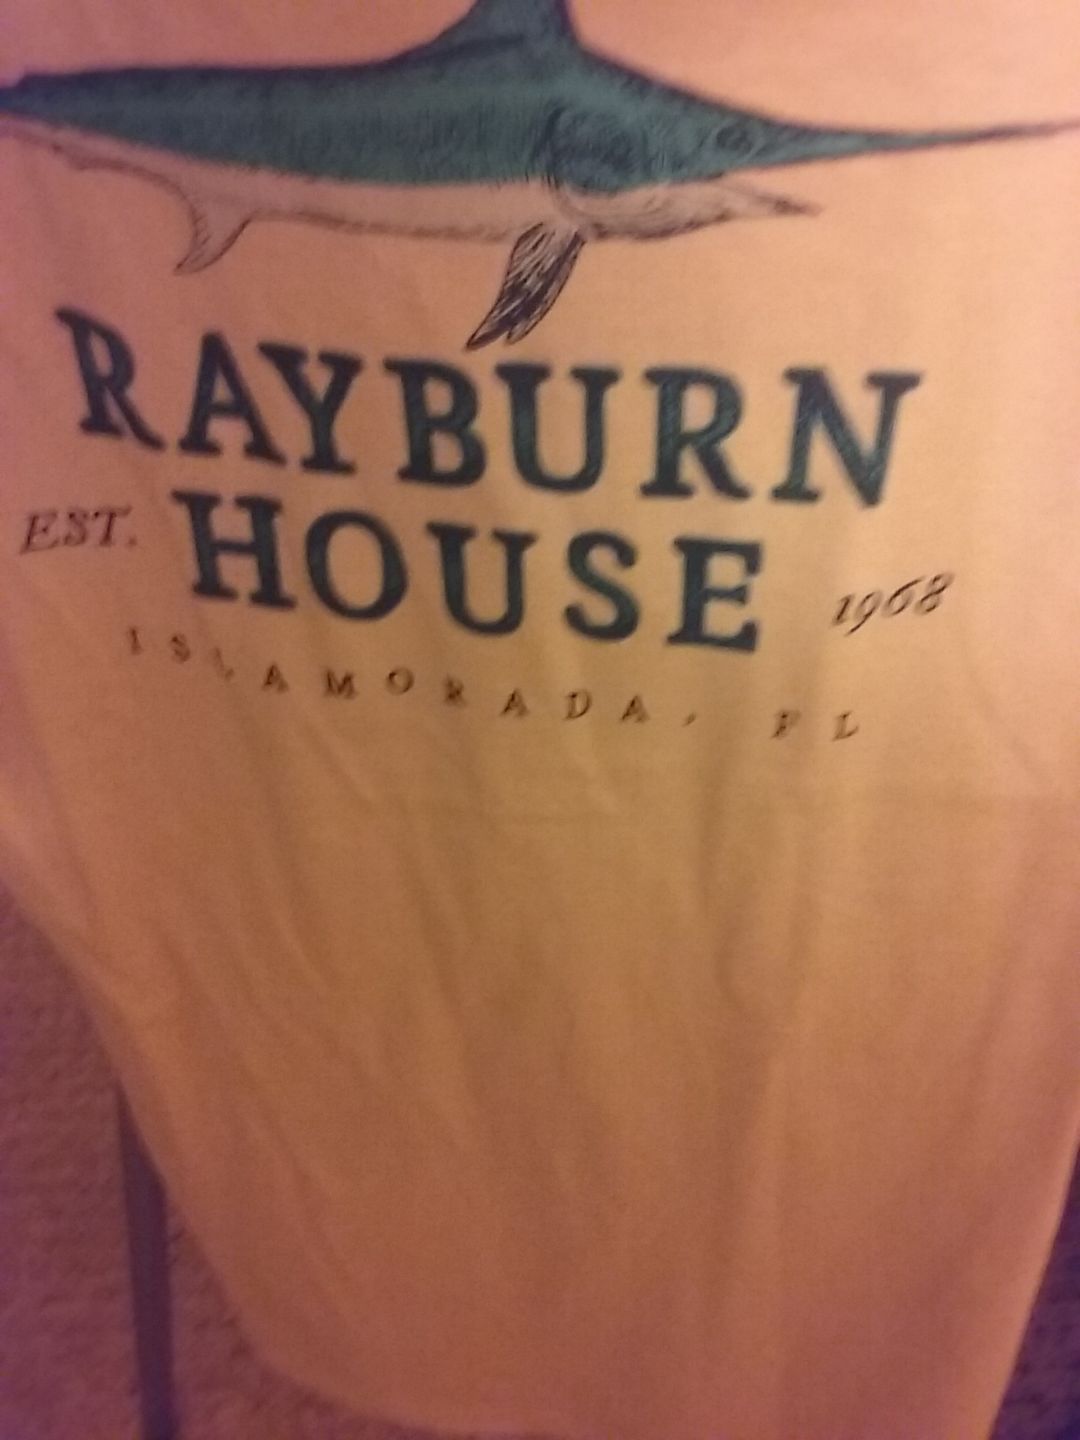 RAYBURN
EST. HOUSE 1968
ISLAMORADA, FL